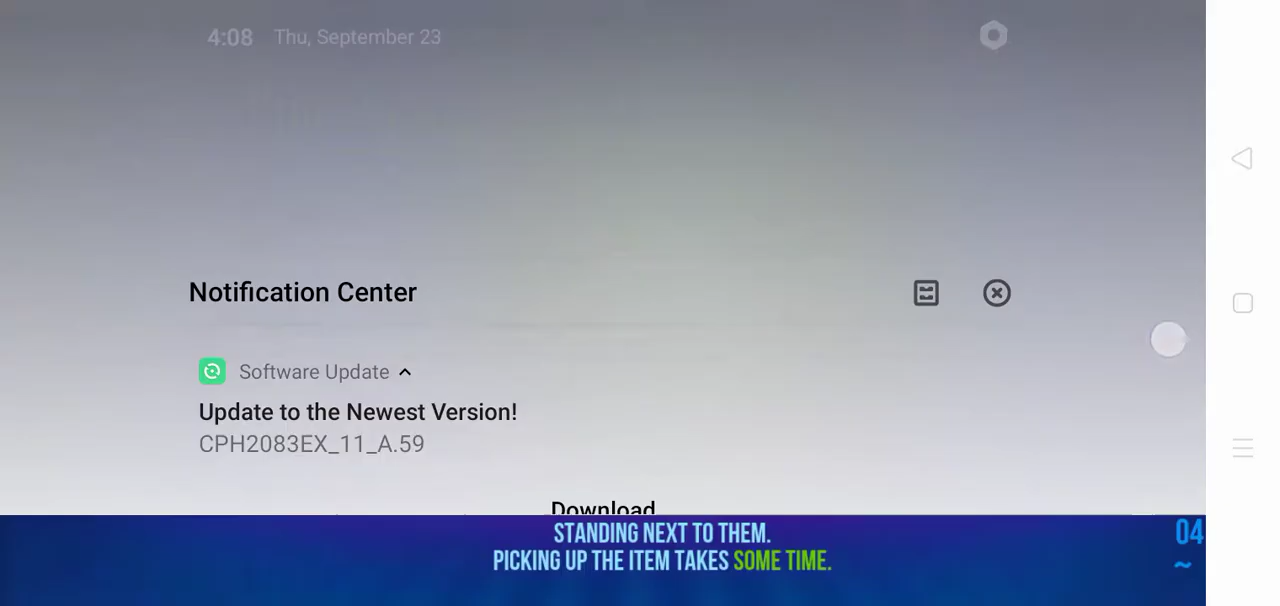 4:08 Thu, September 23
Notification Center
Software Update
Update to the Newest Version!
CPH2083EX_11_A.59
Download
STANDING NEXT TO THEM.
04
PICKING UP THE ITEM TAKES SOME TIME.
~